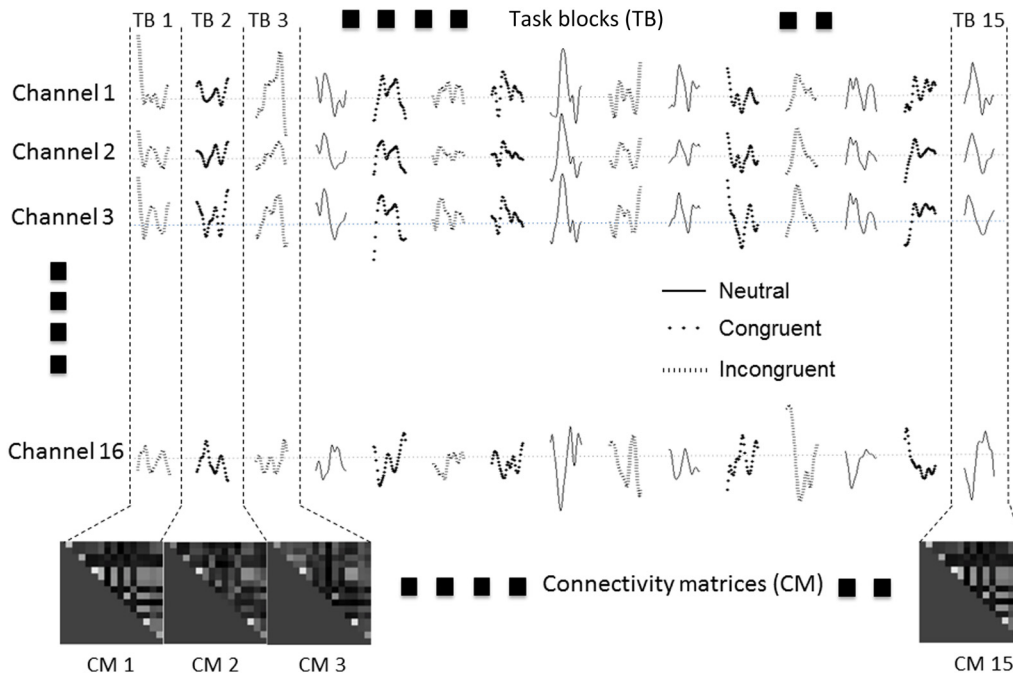 TB 1 TB 2 TB 3 Task blocks (TB) TB 15
Channel 1
Channel 2
Channel 3
Neutral
Congruent
Incongruent
Channel 16
Connectivity matrices (CM)
CM 1 CM 2 CM 3 CM 15